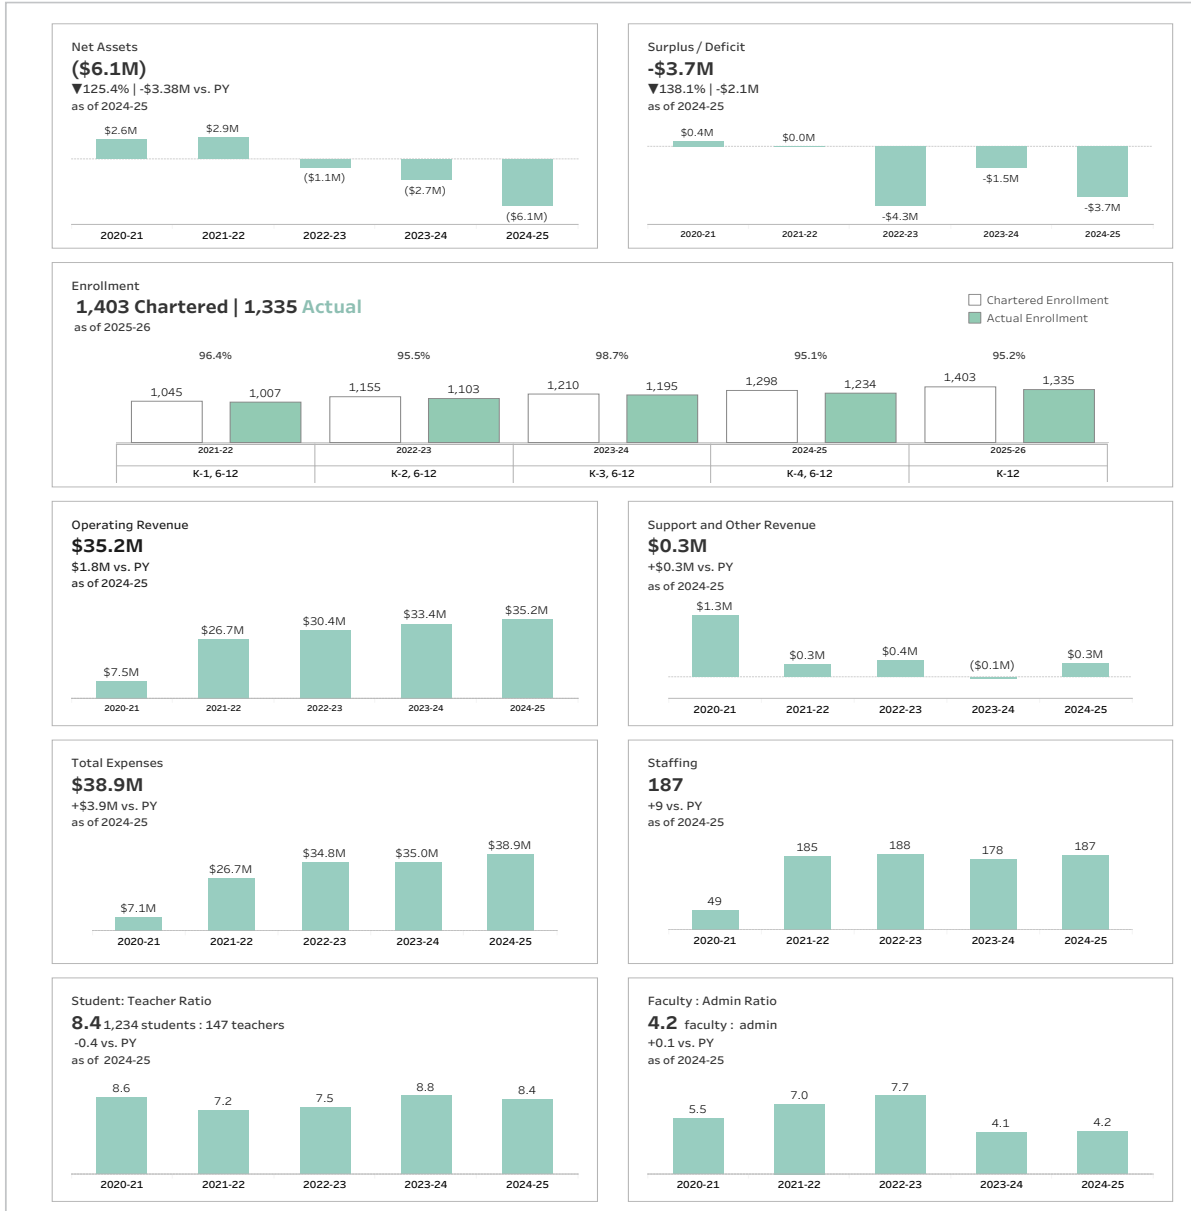 Net Assets
($6.1M)
▼125.4% | -$3.38M vs. PY
as of 2024-25
$2.6M
$2.9M
($1.1M)
($2.7M)
($6.1M)
2020-21 2021-22 2022-23 2023-24 2024-25
Surplus / Deficit
-$3.7M
▼138.1% | -$2.1M
as of 2024-25
$0.4M
$0.0M
-$4.3M
-$1.5M
-$3.7M
2020-21 2021-22 2022-23 2023-24 2024-25
Enrollment
1,403 Chartered | 1,335 Actual
as of 2025-26
Chartered Enrollment
Actual Enrollment
96.4% 95.5% 98.7% 95.1% 95.2%
1,045 1,007 1,155 1,103 1,210 1,195 1,298 1,234 1,403 1,335
2021-22 2022-23 2023-24 2024-25 2025-26
K-1, 6-12 K-2, 6-12 K-3, 6-12 K-4, 6-12 K-12
Operating Revenue
$35.2M
$1.8M vs. PY
as of 2024-25
$7.5M $26.7M $30.4M $33.4M $35.2M
2020-21 2021-22 2022-23 2023-24 2024-25
Support and Other Revenue
$0.3M
+$0.3M vs. PY
as of 2024-25
$1.3M $0.3M $0.4M ($0.1M) $0.3M
2020-21 2021-22 2022-23 2023-24 2024-25
Total Expenses
$38.9M
+$3.9M vs. PY
as of 2024-25
$7.1M $26.7M $34.8M $35.0M $38.9M
2020-21 2021-22 2022-23 2023-24 2024-25
Staffing
187
+9 vs. PY
as of 2024-25
49 185 188 178 187
2020-21 2021-22 2022-23 2023-24 2024-25
Student: Teacher Ratio
8.4 1,234 students : 147 teachers
-0.4 vs. PY
as of 2024-25
8.6 7.2 7.5 8.8 8.4
2020-21 2021-22 2022-23 2023-24 2024-25
Faculty : Admin Ratio
4.2 faculty : admin
+0.1 vs. PY
as of 2024-25
5.5 7.0 7.7 4.1 4.2
2020-21 2021-22 2022-23 2023-24 2024-25